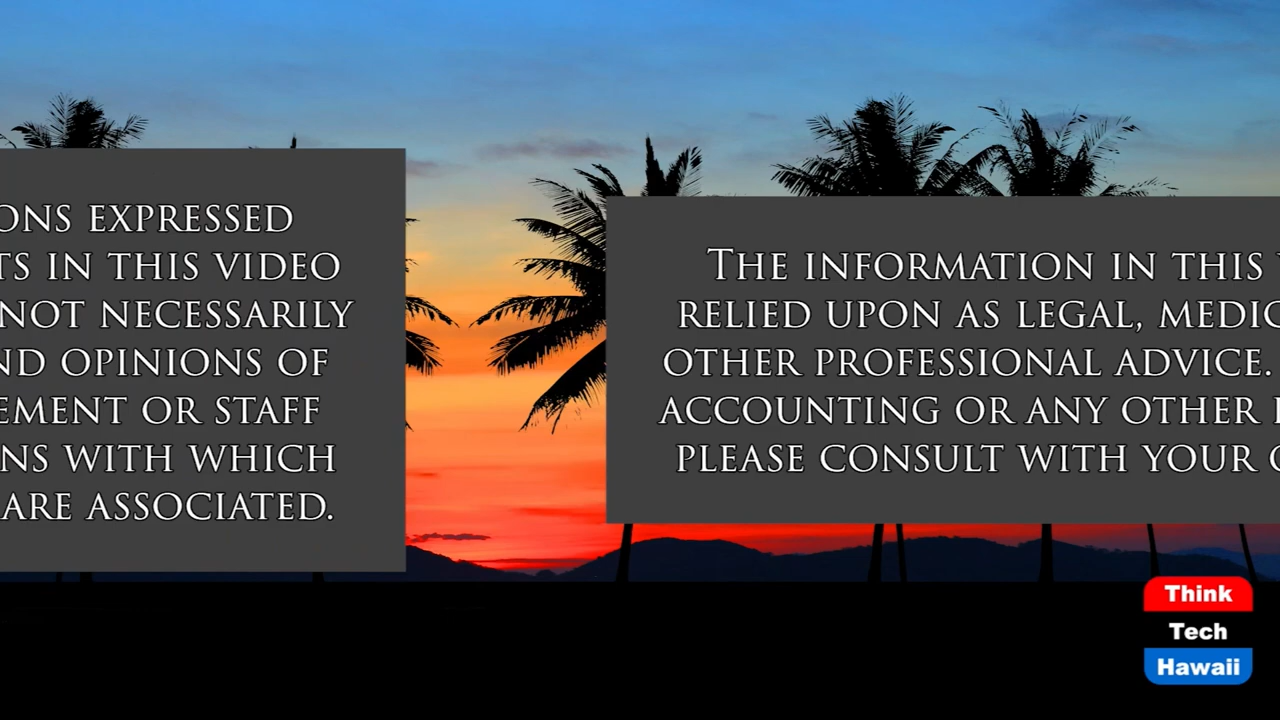 ONS EXPRESSED
TS IN THIS VIDEO
NOT NECESSARILY
ND OPINIONS OF
EMENT OR STAFF
NS WITH WHICH
ARE ASSOCIATED.
THE INFORMATION IN THIS
RELIED UPON AS LEGAL, MEDIC
OTHER PROFESSIONAL ADVICE.
ACCOUNTING OR ANY OTHER
PLEASE CONSULT WITH YOUR
Think
Tech
Hawaii